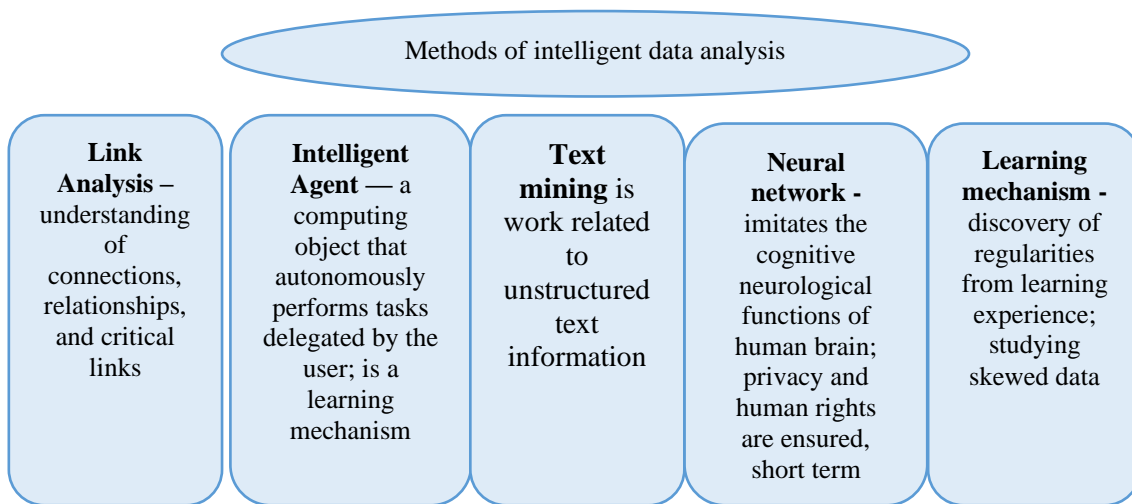 Methods of intelligent data analysis
Link
Analysis –
understanding
of
connections,
relationships,
and critical
links
Intelligent
Agent — a
computing
object that
autonomously
performs tasks
delegated by the
user; is a
learning
mechanism
Text
mining is
work related
to
unstructured
text
information
Neural
network -
imitates the
cognitive
neurological
functions of
human brain;
privacy and
human rights
are ensured,
short term
Learning
mechanism -
discovery of
regularities
from learning
experience;
studying
skewed data